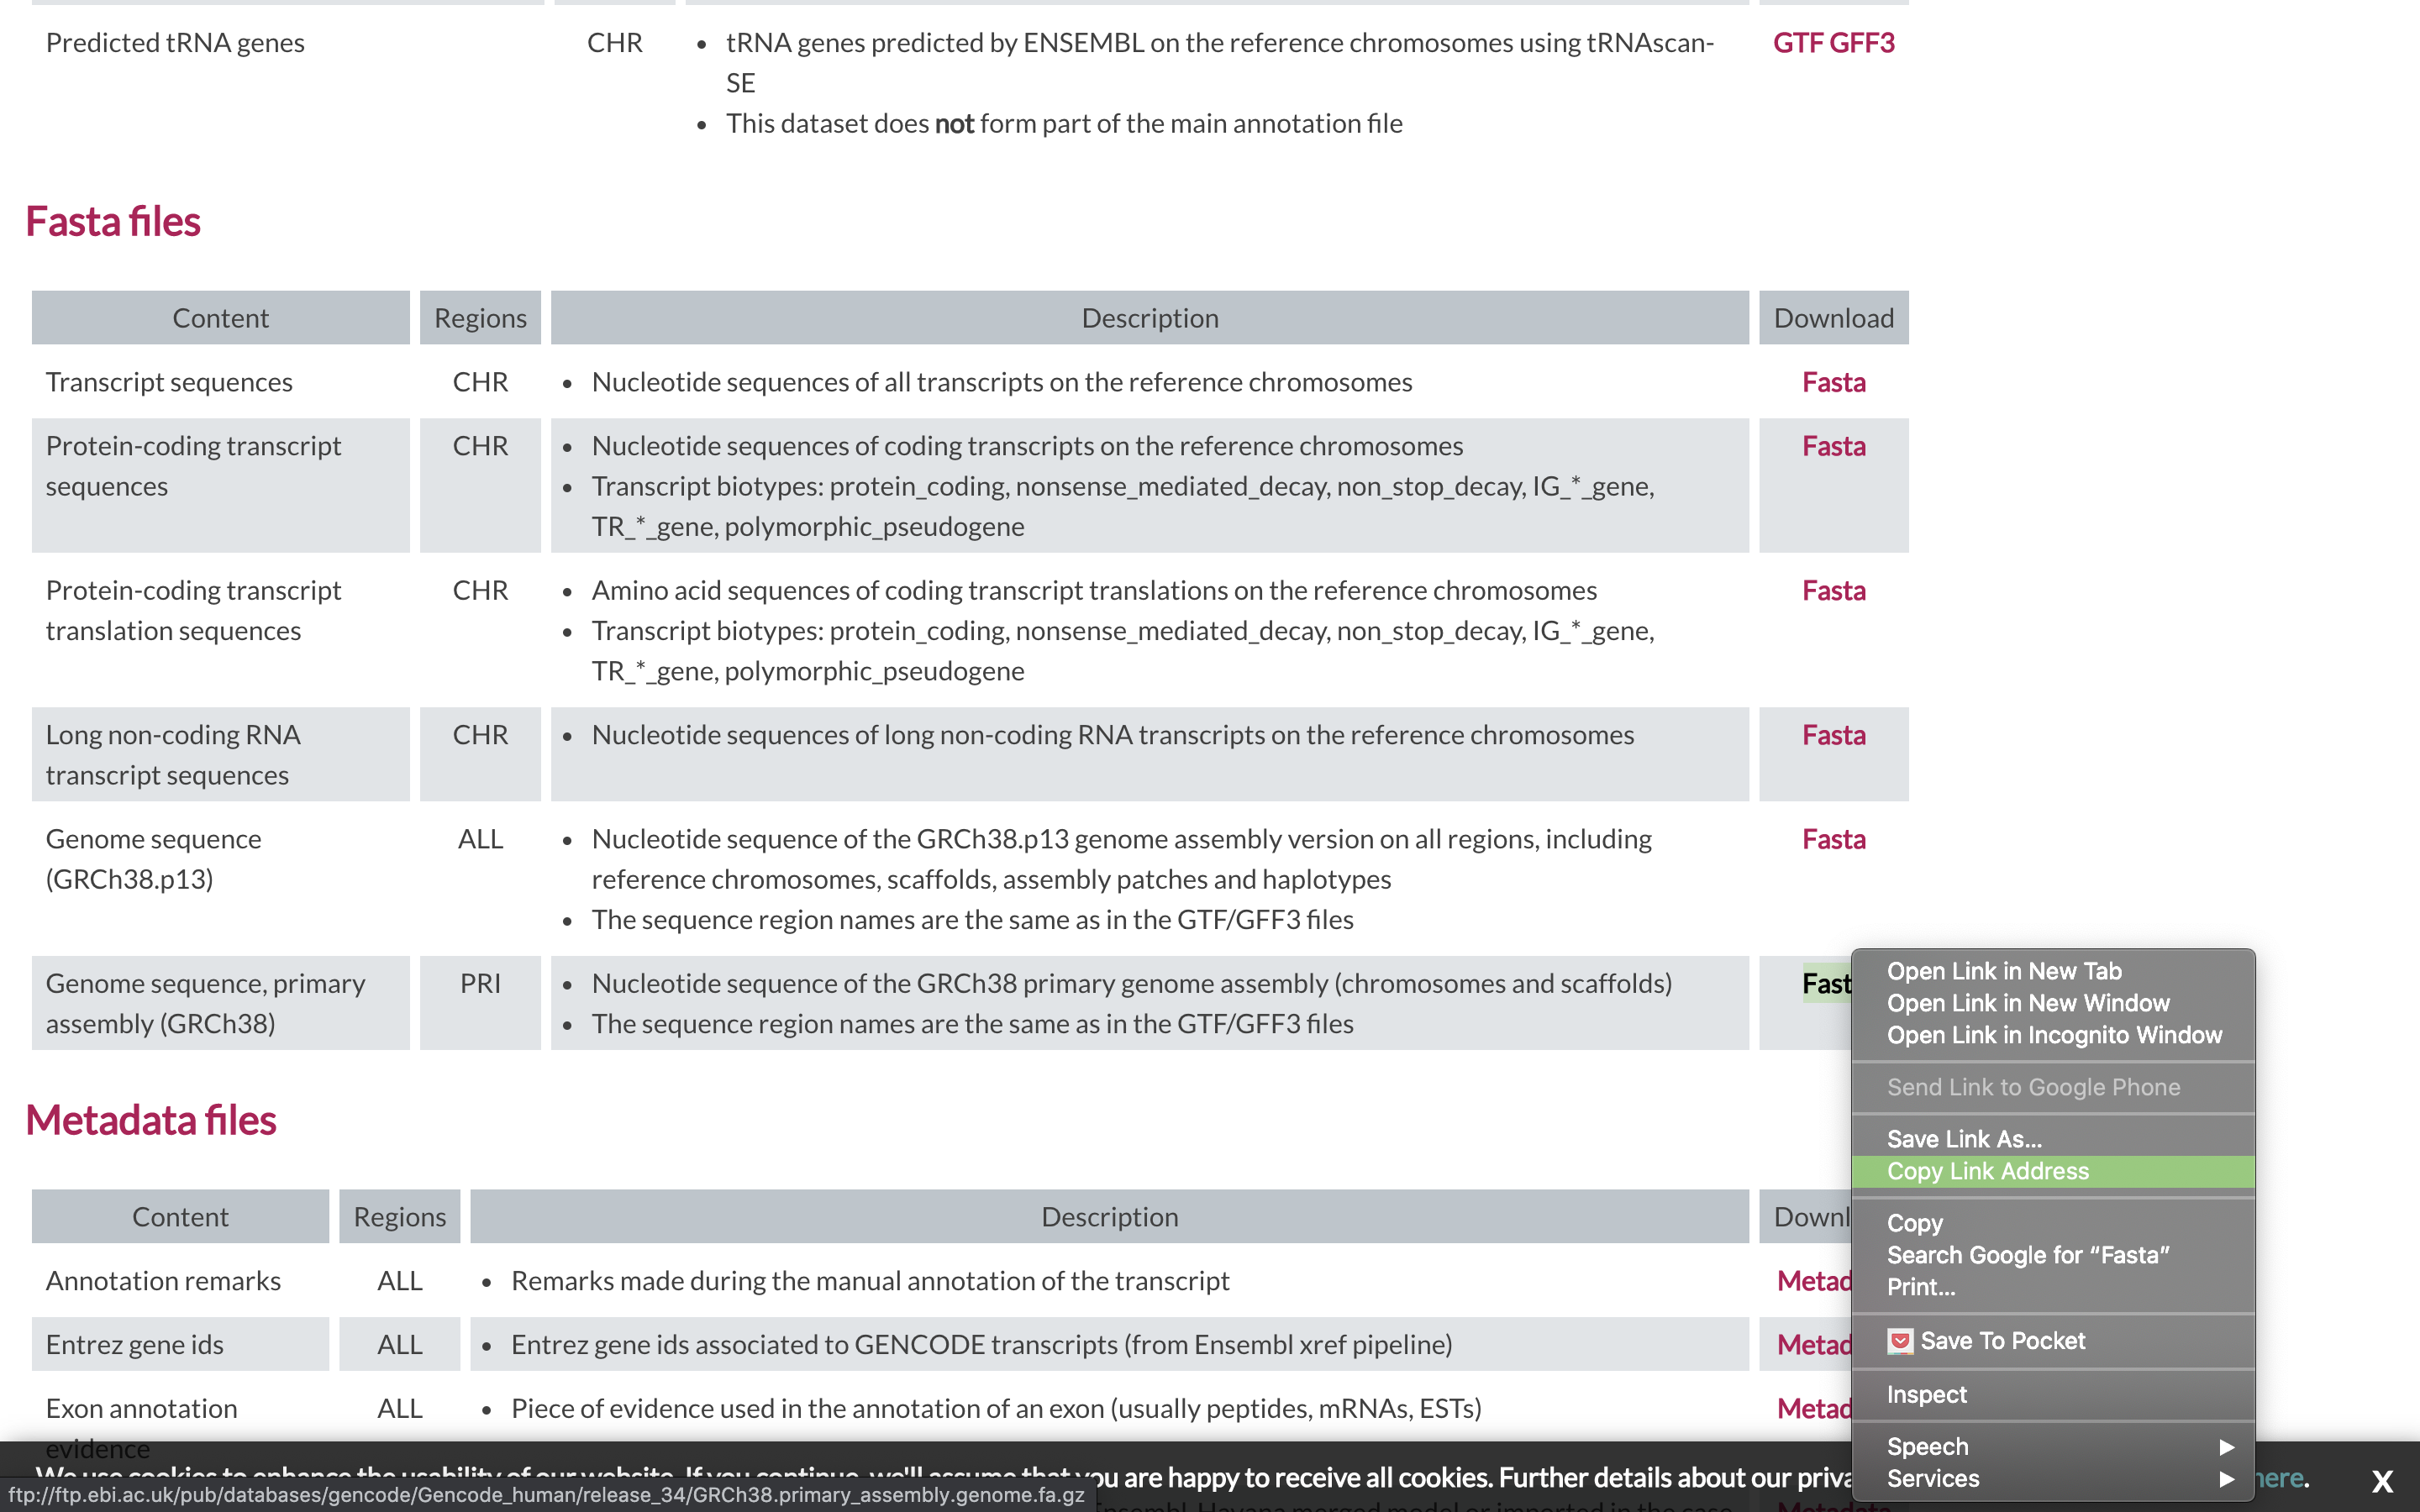 Predicted tRNA genes CHR • tRNA genes predicted by ENSEMBL on the reference chromosomes using tRNAscan- GTF GFF3
SE
• This dataset does not form part of the main annotation file
Fasta files
Content Regions Description Download
Transcript sequences CHR • Nucleotide sequences of all transcripts on the reference chromosomes Fasta
Protein-coding transcript CHR • Nucleotide sequences of coding transcripts on the reference chromosomes Fasta
sequences • Transcript biotypes: protein_coding, nonsense_mediated_decay, non_stop_decay, IG_*_gene,
TR_*_gene, polymorphic_pseudogene
Protein-coding transcript CHR • Amino acid sequences of coding transcript translations on the reference chromosomes Fasta
translation sequences • Transcript biotypes: protein_coding, nonsense_mediated_decay, non_stop_decay, IG_*_gene,
TR_*_gene, polymorphic_pseudogene
Long non-coding RNA CHR • Nucleotide sequences of long non-coding RNA transcripts on the reference chromosomes Fasta
transcript sequences
Genome sequence ALL • Nucleotide sequence of the GRCh38.p13 genome assembly version on all regions, including Fasta
(GRCh38.p13) reference chromosomes, scaffolds, assembly patches and haplotypes
• The sequence region names are the same as in the GTF/GFF3 files
Genome sequence, primary PRI • Nucleotide sequence of the GRCh38 primary genome assembly (chromosomes and scaffolds) Fast
assembly (GRCh38) • The sequence region names are the same as in the GTF/GFF3 files
Metadata files
Content Regions Description Downl
Annotation remarks ALL • Remarks made during the manual annotation of the transcript Metad
Entrez gene ids ALL • Entrez gene ids associated to GENCODE transcripts (from Ensembl xref pipeline) Metad
Exon annotation ALL • Piece of evidence used in the annotation of an exon (usually peptides, mRNAs, ESTs) Metad
evidence
Open Link in New Tab
Open Link in New Window
Open Link in Incognito Window
Send Link to Google Phone
Save Link As...
Copy Link Address
Copy
Search Google for “Fasta”
Print...
Save To Pocket
Inspect
Speech
Services
We use cookies to enhance the usability of our website. If you continue, we'll assume that you are happy to receive all cookies. Further details about our priva here. X
ftp://ftp.ebi.ac.uk/pub/databases/gencode/Gencode_human/release_34/GRCh38.primary_assembly.genome.fa.gz
Ensembl-Havana merged model or imported in the case Metadata